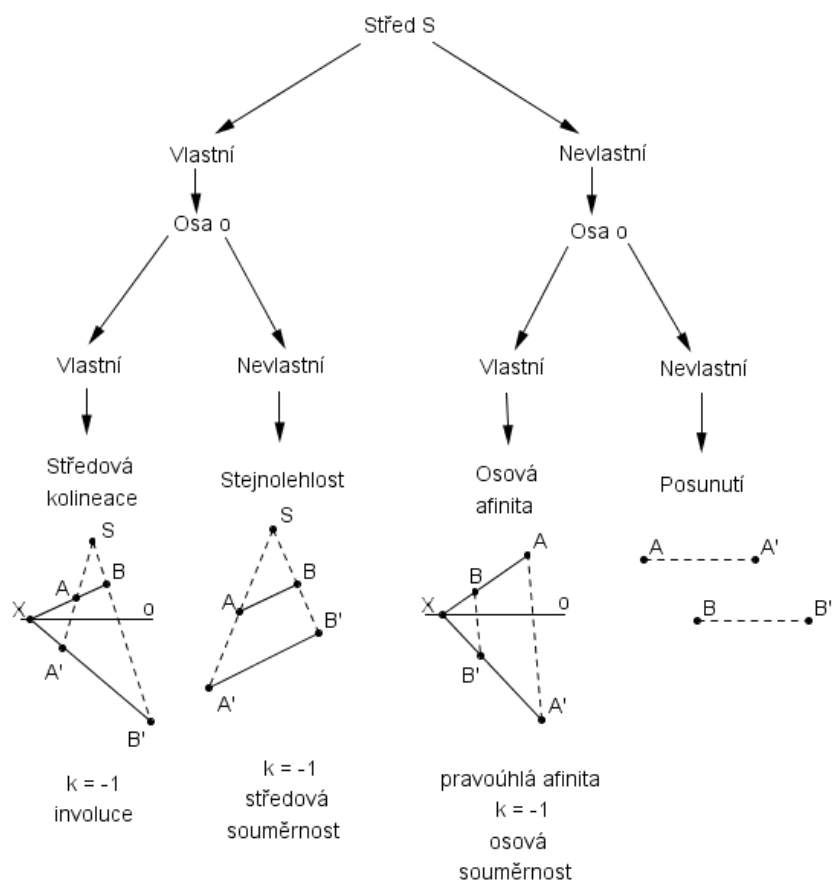 Střed S
Vlastní
Nevlastní
Osa o
Osa o
Vlastní
Nevlastní
Vlastní
Nevlastní
Středová
kolineace
Stejnolehlost
Osová
afinita
Posunutí
S
A
B
X
o
A'
B'
S
A
B
B'
A'
A
B
X
o
B'
A'
A
A'
B
B'
k = -1
involuce
k = -1
středová
souměrnost
pravoúhlá afinita
k = -1
osová
souměrnost